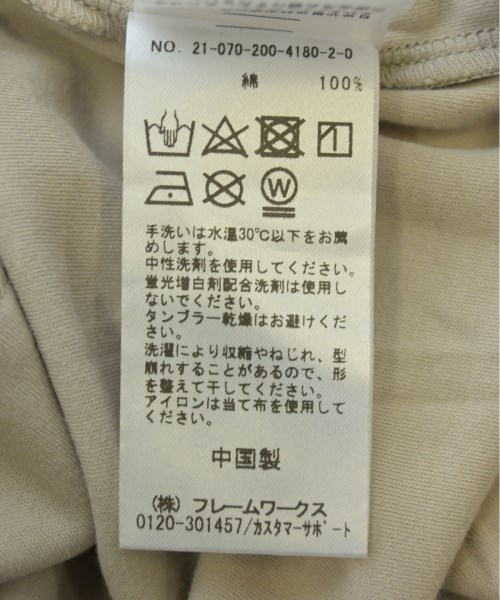 NO. 21-070-200-4180-2-0
綿 100%
W
手洗いは水温30℃以下をお薦
めします。
中性洗剤を使用してください。
蛍光増白剤配合洗剤は使用し
ないでください。
タンブラー乾燥はお避けくだ
さい。
洗濯により収縮やねじれ、型
崩れすることがあるので、形
を整えて干してください。
アイロンは当て布を使用して
ください。
中国製
(株) フレームワークス
0120-301457/カスタマーサポート